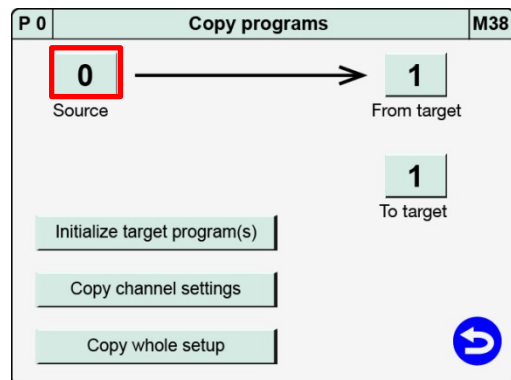 P 0 Copy programs M38
0 1
Source From target
1
To target
Initialize target program(s)
Copy channel settings
Copy whole setup